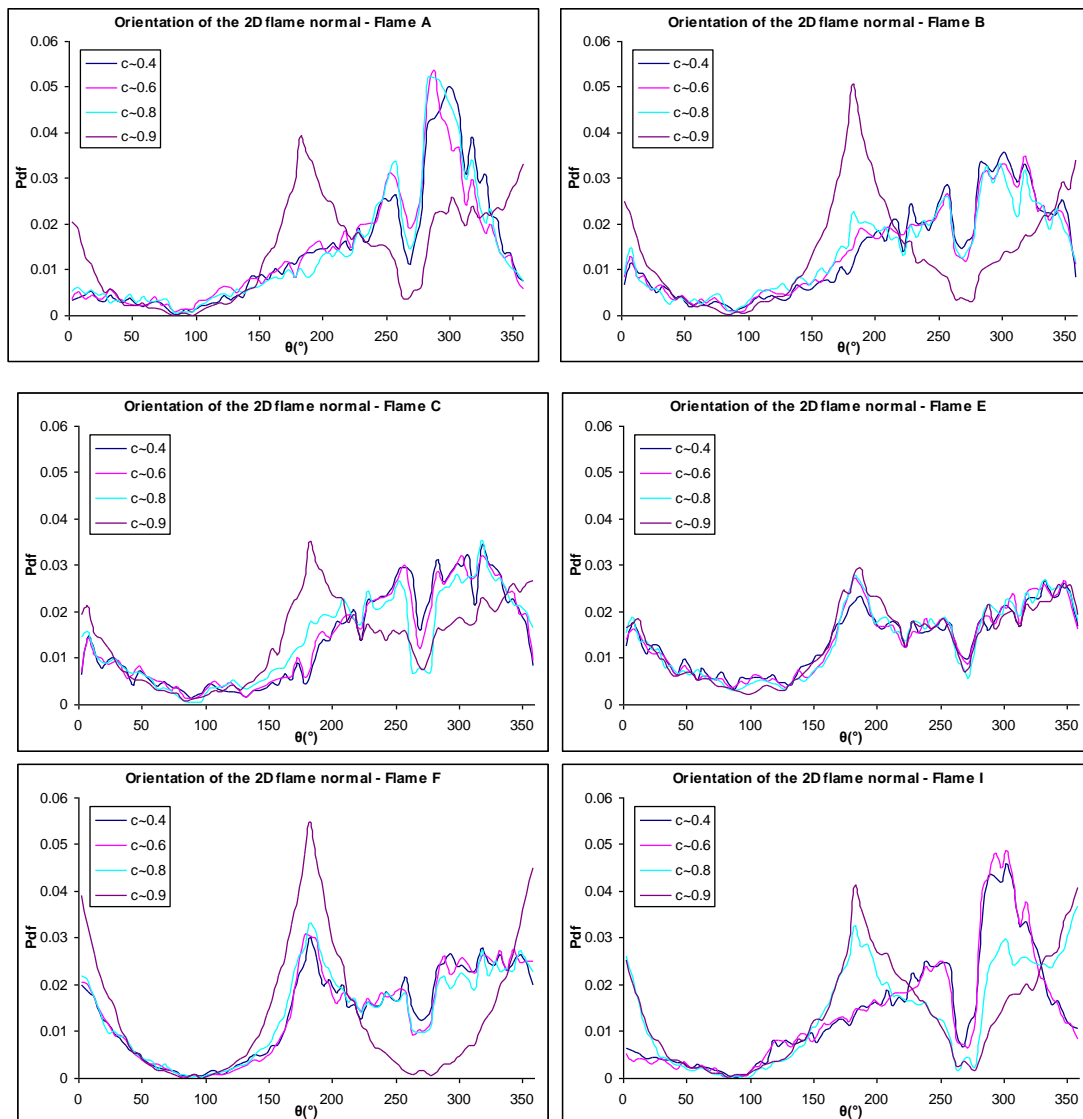 Orientation of the 2D flame normal - Flame A
0.06
0.05
0.04
0.03
0.02
0.01
0
Pdf
c~0.4
c~0.6
c~0.8
c~0.9
0 50 100 150 200 250 300 350
θ(°)
Orientation of the 2D flame normal - Flame B
0.06
0.05
0.04
0.03
0.02
0.01
0
Pdf
c~0.4
c~0.6
c~0.8
c~0.9
0 50 100 150 200 250 300 350
θ(°)
Orientation of the 2D flame normal - Flame C
0.06
0.05
0.04
0.03
0.02
0.01
0
Pdf
c~0.4
c~0.6
c~0.8
c~0.9
0 50 100 150 200 250 300 350
θ(°)
Orientation of the 2D flame normal - Flame E
0.06
0.05
0.04
0.03
0.02
0.01
0
Pdf
c~0.4
c~0.6
c~0.8
c~0.9
0 50 100 150 200 250 300 350
θ(°)
Orientation of the 2D flame normal - Flame F
0.06
0.05
0.04
0.03
0.02
0.01
0
Pdf
c~0.4
c~0.6
c~0.8
c~0.9
0 50 100 150 200 250 300 350
θ(°)
Orientation of the 2D flame normal - Flame I
0.06
0.05
0.04
0.03
0.02
0.01
0
Pdf
c~0.4
c~0.6
c~0.8
c~0.9
0 50 100 150 200 250 300 350
θ(°)